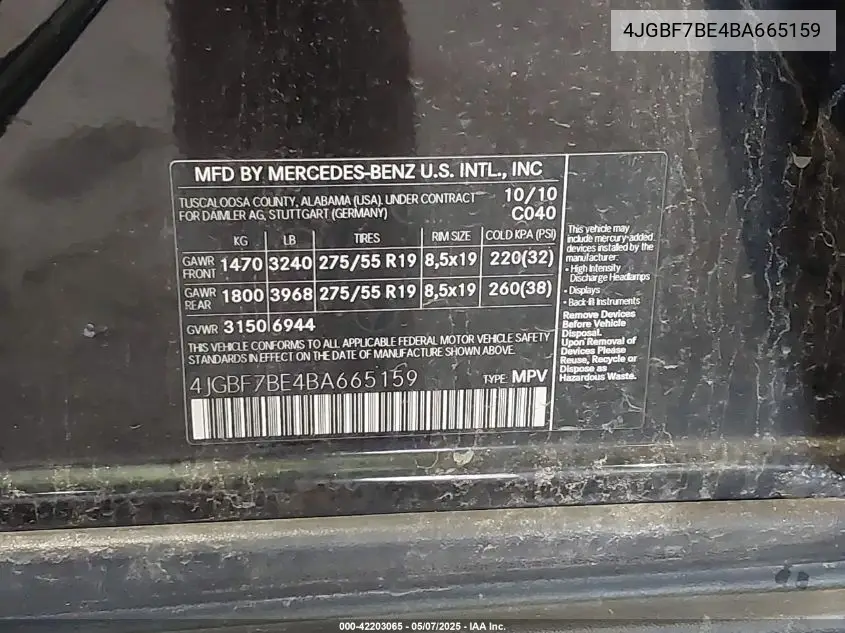 4JGBF7BE4BA665159
MFD BY MERCEDES-BENZ U.S. INTL., INC
TUSCALOOSA COUNTY, ALABAMA (USA). UNDER CONTRACT 10/10
FOR DAIMLER AG, STUTTGART (GERMANY) C040
KG LB TIRES RIM SIZE COLD KPA (PSI)
GAWR
FRONT 1470 3240 275/55 R19 8,5x19 220(32)
GAWR
REAR 1800 3968 275/55 R19 8,5x19 260(38)
GVWR 3150 6944
THIS VEHICLE CONFORMS TO ALL APPLICABLE FEDERAL MOTOR VEHICLE SAFETY
STANDARDS IN EFFECT ON THE DATE OF MANUFACTURE SHOWN ABOVE.
4JGBF7BE4BA665159 TYPE: MPV
This vehicle may
include mercury-added
devices installed by the
manufacturer:
• High Intensity
Discharge Headlamps
• Displays
• Back-lit Instruments
Remove Devices
Before Vehicle
Disposal.
Upon Removal of
Devices Please
Reuse, Recycle or
Dispose as
Hazardous Waste.
000-42203065 - 05/07/2025 - IAA Inc.